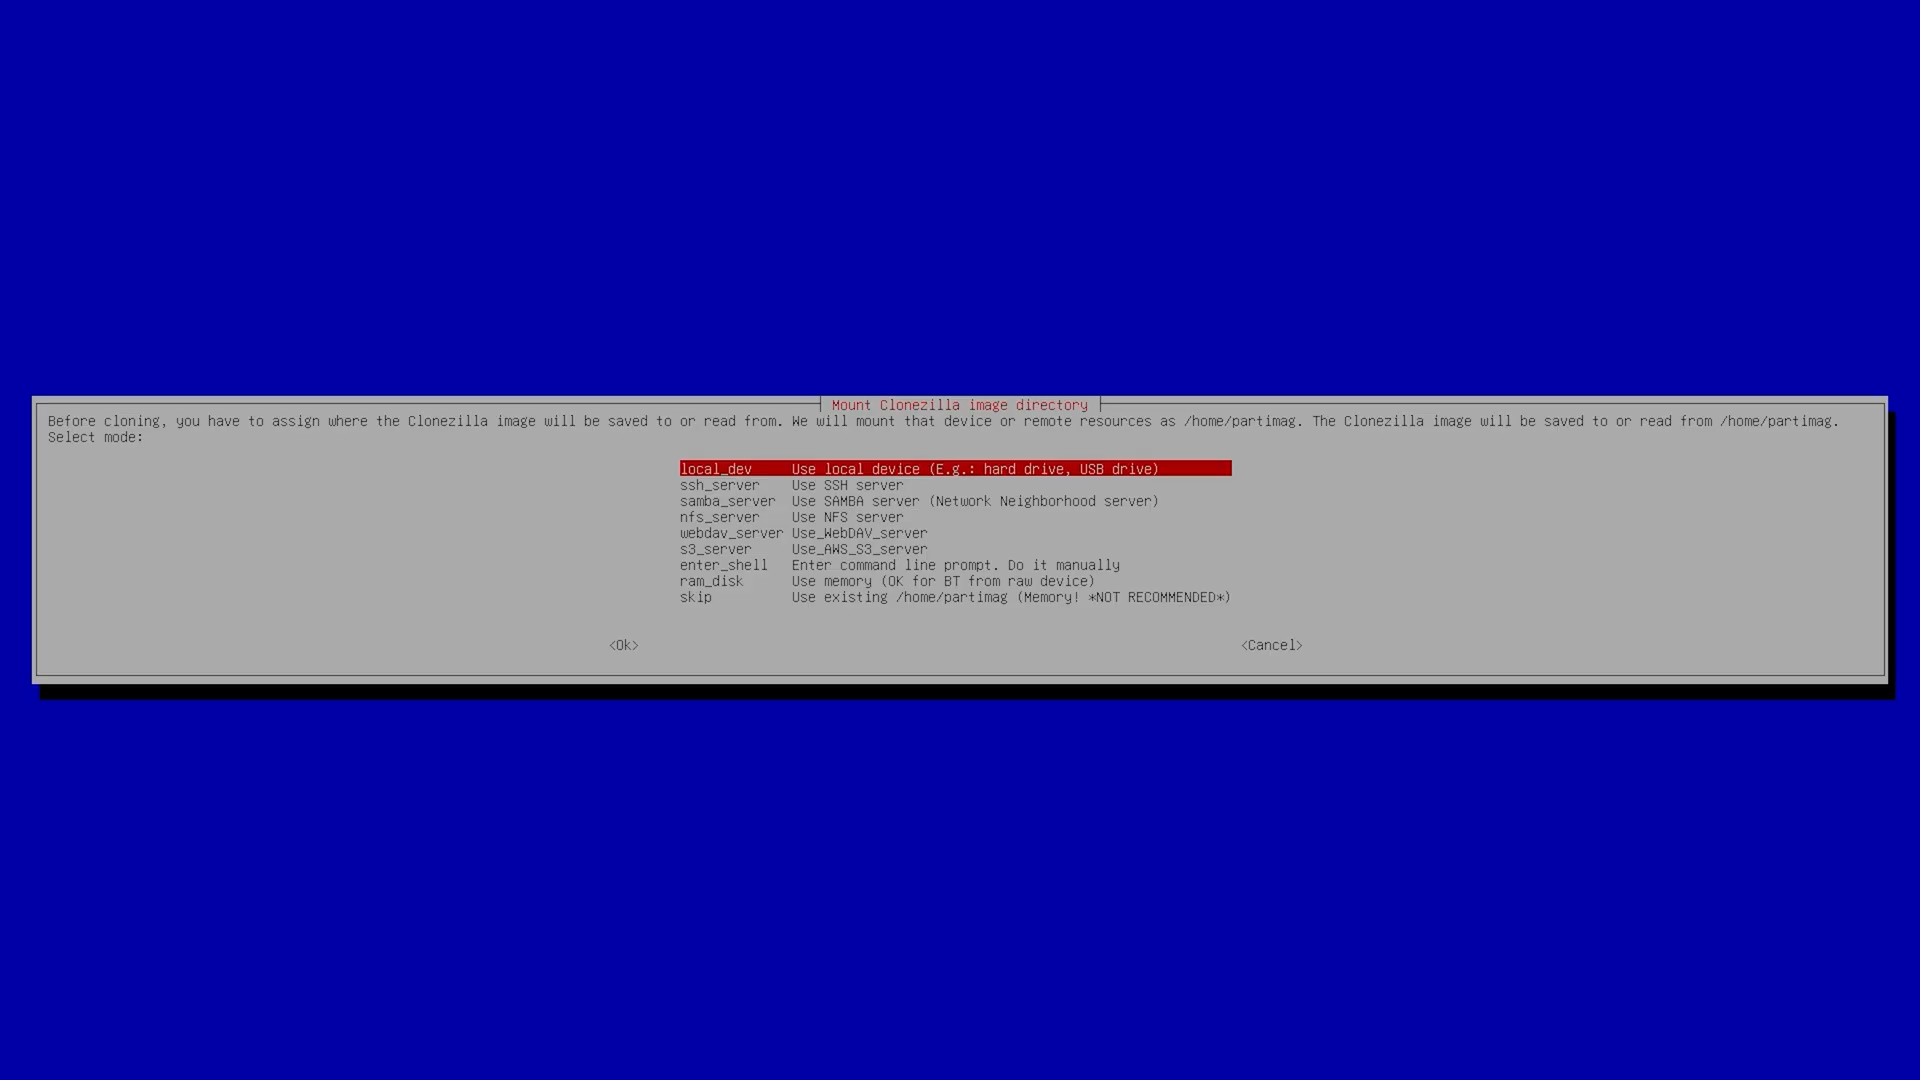 Mount Clonezilla image directory
Before cloning, you have to assign where the Clonezilla image will be saved to or read from. We will mount that device or remote resources as /home/partimag. The Clonezilla image will be saved to or read from /home/partimag.
Select mode:
local_dev Use local device (E.g.: hard drive, USB drive)
ssh_server Use SSH server
samba_server Use SAMBA server (Network Neighborhood server)
nfs_server Use NFS server
webdav_server Use_WebDAV_server
s3_server Use_AWS_S3_server
enter_shell Enter command line prompt. Do it manually
ram_disk Use memory (OK for BT from raw device)
skip Use existing /home/partimag (Memory! *NOT RECOMMENDED*)
<Ok> <Cancel>